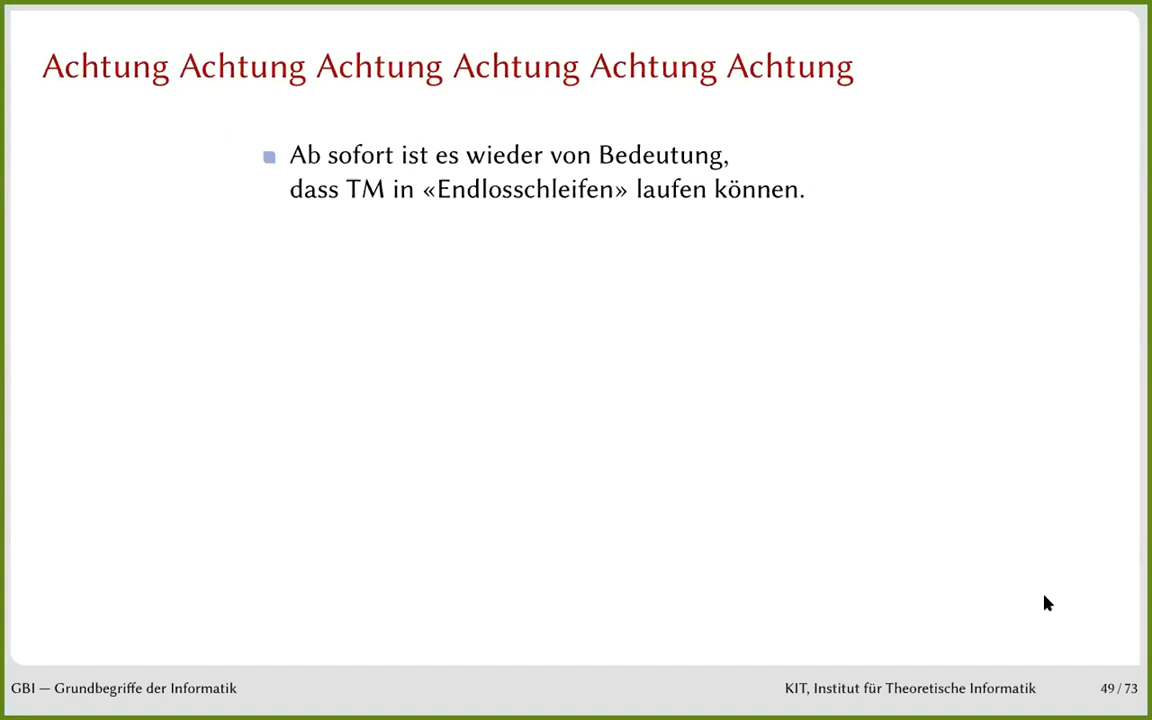 Achtung Achtung Achtung Achtung Achtung Achtung
Ab sofort ist es wieder von Bedeutung,
dass TM in «Endlosschleifen» laufen können.
GBI — Grundbegriffe der Informatik
KIT, Institut für Theoretische Informatik
49 / 73